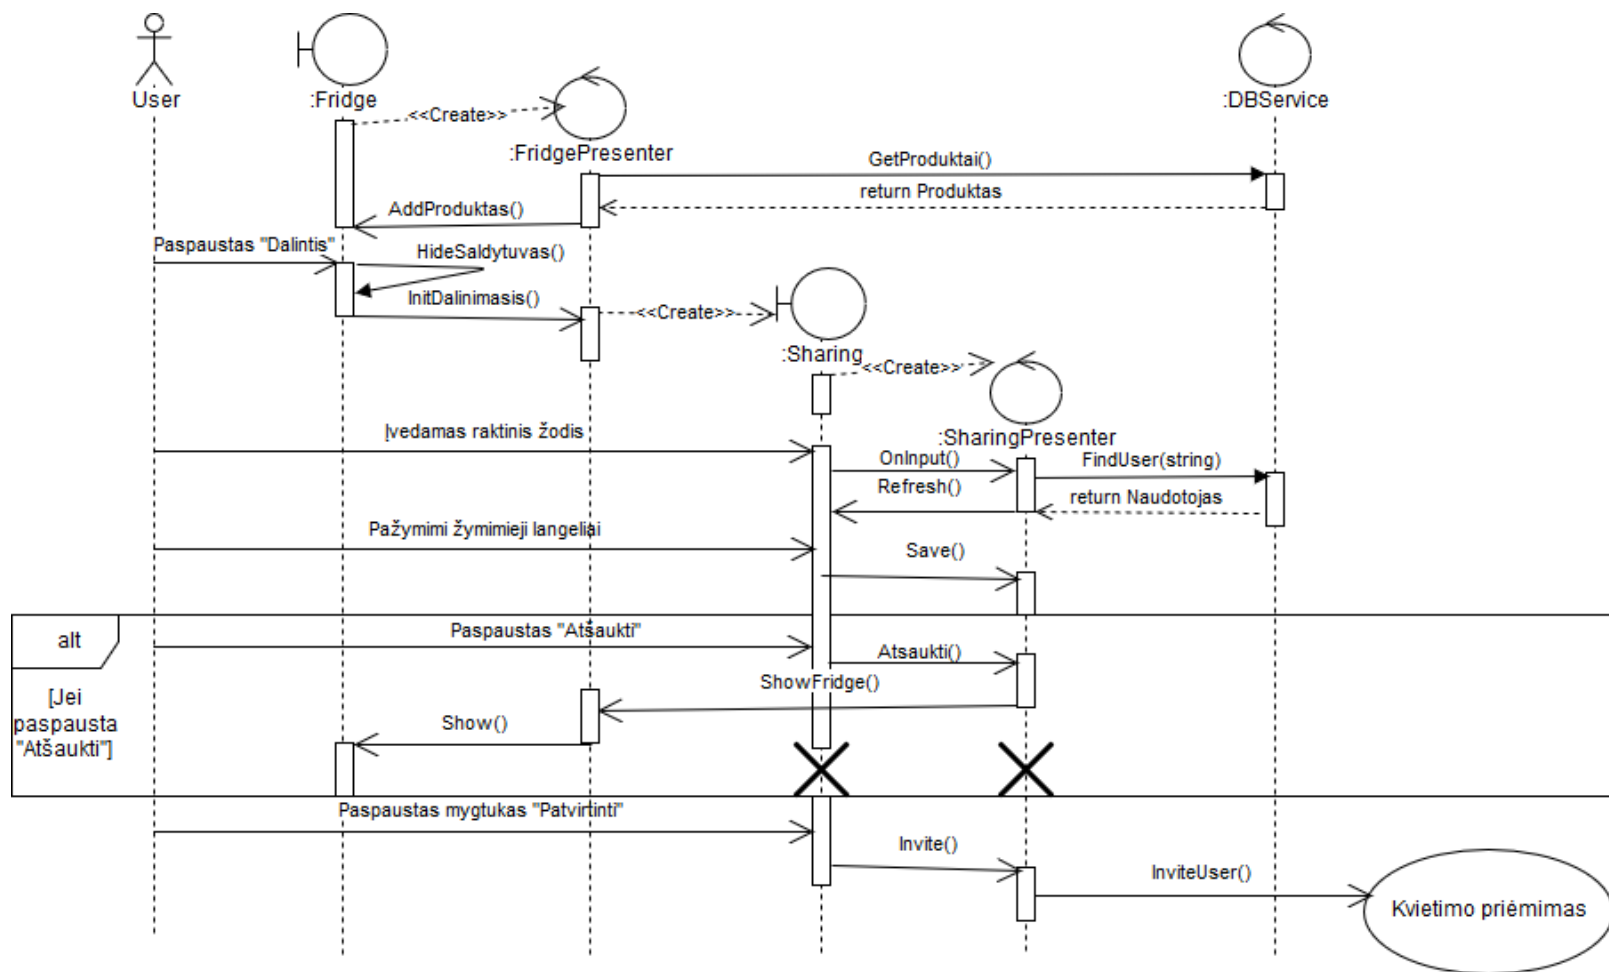 User
:Fridge
:DBService
<<Create>>
:FridgePresenter
GetProduktai()
return Produktas
AddProduktas()
Paspaustas "Dalintis"
HideSaldytuvas()
InitDalinimasis()
<<Create>>
:Sharing
<<Create>>
:SharingPresenter
Įvedamas raktinis žodis
OnInput()
FindUser(string)
Refresh()
return Naudotojas
Pažymimi žymimieji langeliai
Save()
alt
Paspaustas "Atšaukti"
Atsaukti()
[Jei
paspausta
"Atšaukti"]
ShowFridge()
Show()
Paspaustas mygtukas "Patvirtinti"
Invite()
InviteUser()
Kvietimo priėmimas